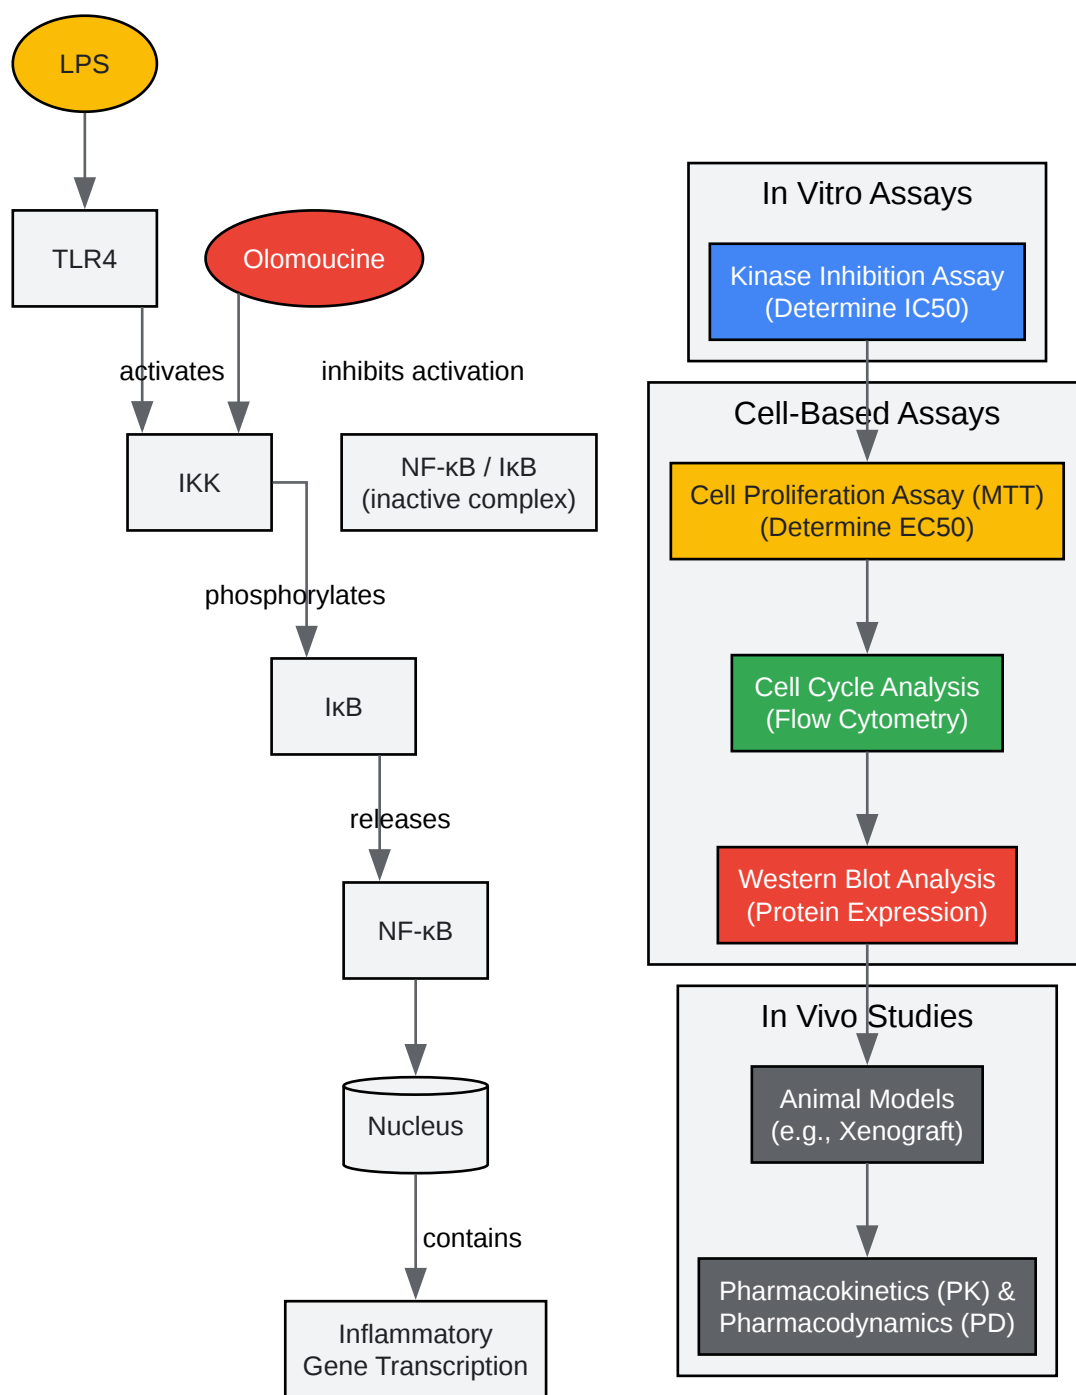 LPS
TLR4
Olomoucine
activates
inhibits activation
IKK
NF-κB / IκB
(inactive complex)
phosphorylates
IκB
releases
NF-κB
Nucleus
contains
Inflammatory
Gene Transcription
In Vitro Assays
Kinase Inhibition Assay
(Determine IC50)
Cell-Based Assays
Cell Proliferation Assay (MTT)
(Determine EC50)
Cell Cycle Analysis
(Flow Cytometry)
Western Blot Analysis
(Protein Expression)
In Vivo Studies
Animal Models
(e.g., Xenograft)
Pharmacokinetics (PK) &
Pharmacodynamics (PD)